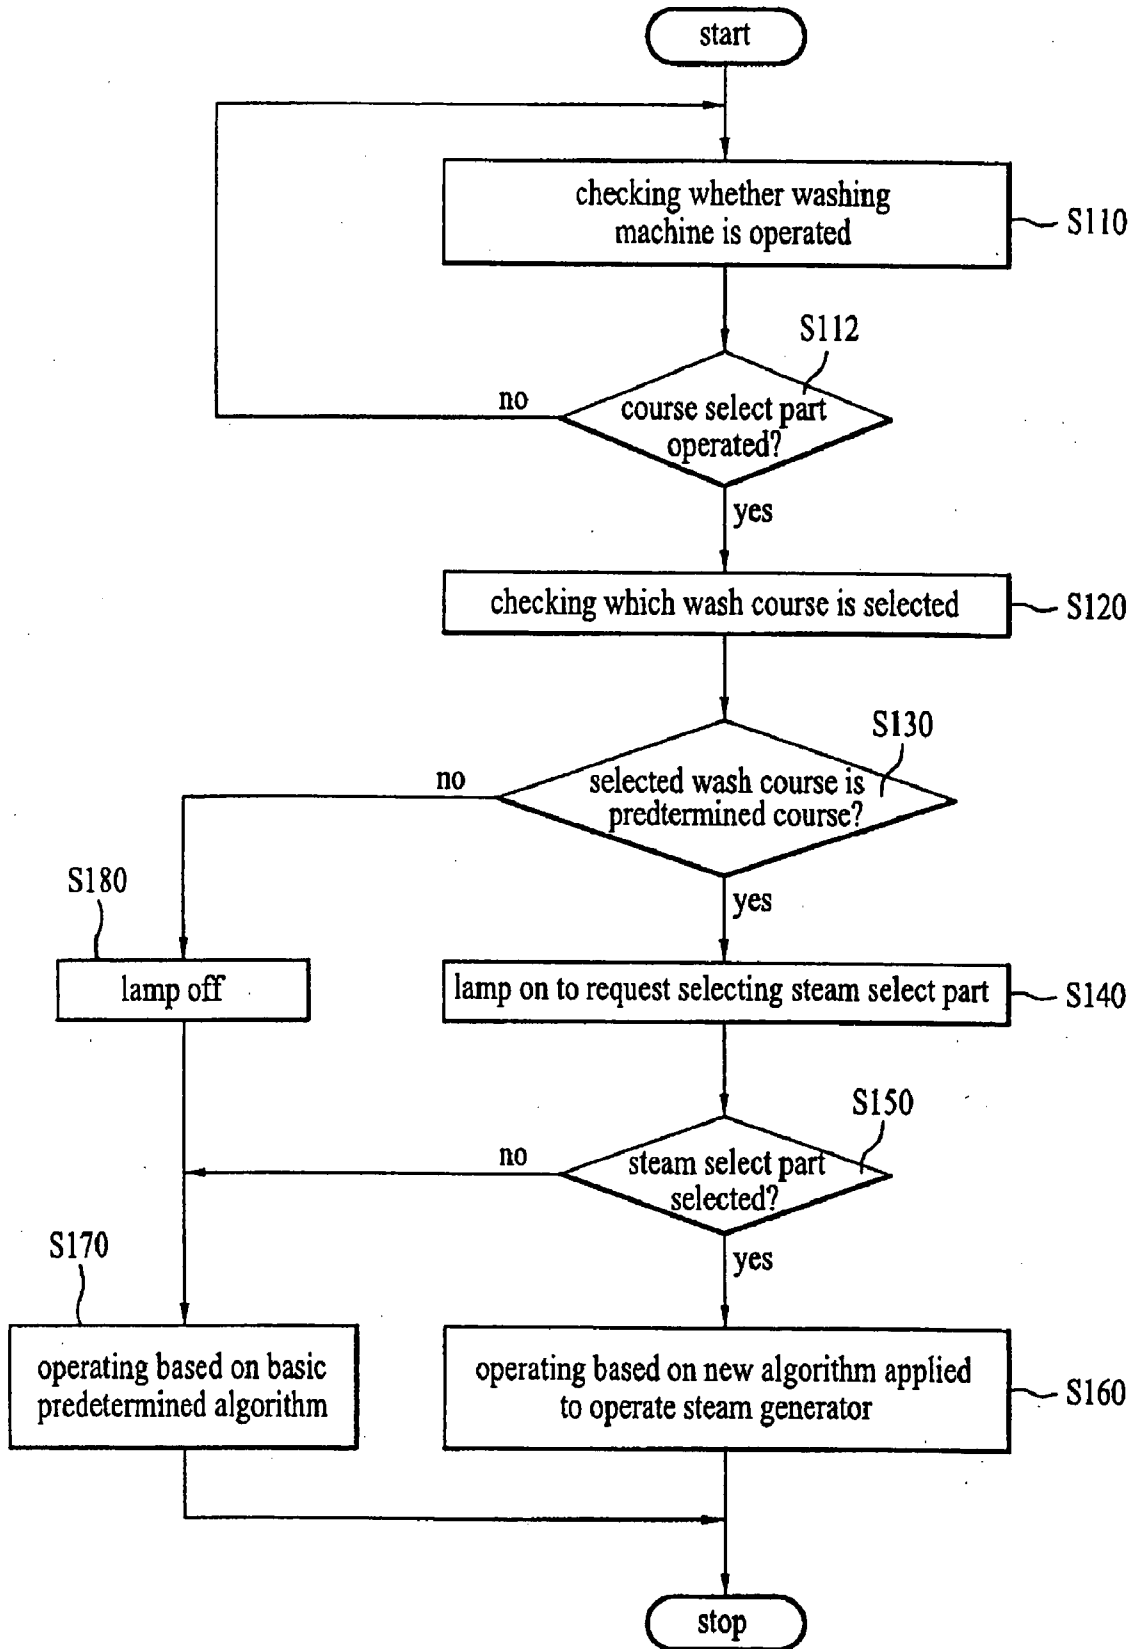 start
checking whether washing
machine is operated
S110
S112
no
course select part
operated?
yes
checking which wash course is selected
S120
S130
no
selected wash course is
predtermined course?
yes
S180
lamp off
lamp on to request selecting steam select part
S140
S150
no
steam select part
selected?
yes
S170
operating based on basic
predetermined algorithm
operating based on new algorithm applied
to operate steam generator
S160
stop